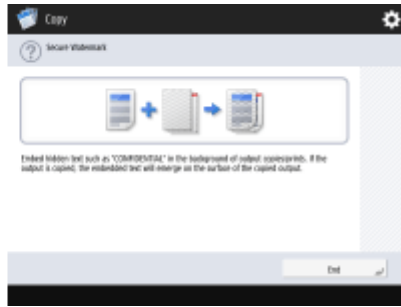 Copy
Secure Watermark
Embed hidden text such as "CONFIDENTIAL" in the background of output copies/prints. If the
output is copied, the embedded text will emerge on the surface of the copied output.
End